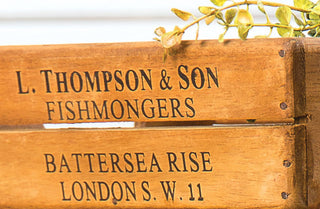 L. THOMPSON & SON
FISHMONGERS
BATTERSEA RISE
LONDON S. W. 11